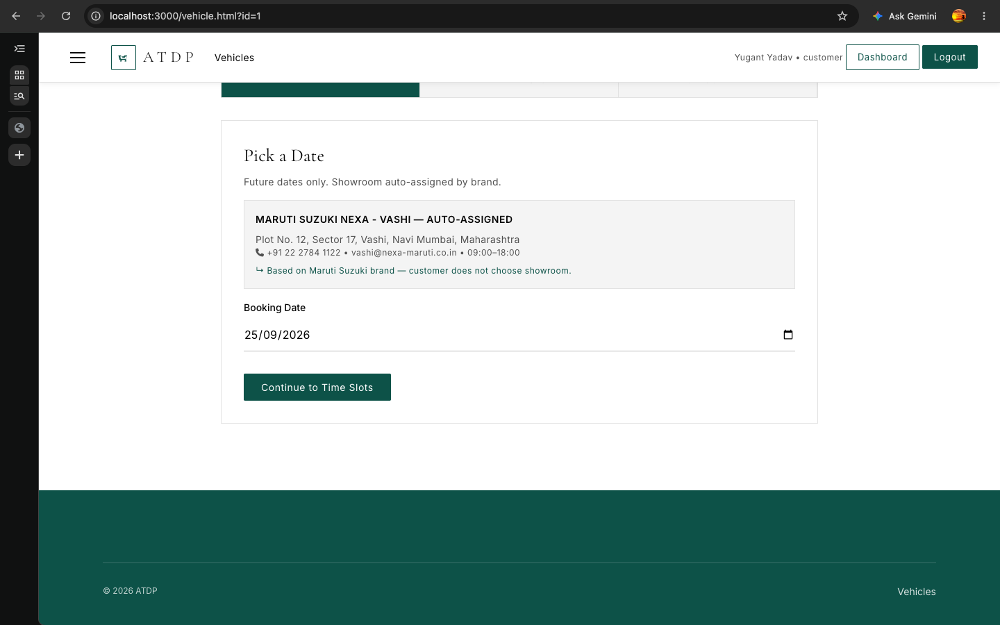 localhost:3000/vehicle.html?id=1
Ask Gemini
ATDP
Vehicles
Yugant Yadav • customer
Dashboard
Logout
Pick a Date
Future dates only. Showroom auto-assigned by brand.
MARUTI SUZUKI NEXA - VASHI — AUTO-ASSIGNED
Plot No. 12, Sector 17, Vashi, Navi Mumbai, Maharashtra
+91 22 2784 1122 • vashi@nexa-maruti.co.in • 09:00–18:00
↳ Based on Maruti Suzuki brand — customer does not choose showroom.
Booking Date
25/09/2026
Continue to Time Slots
© 2026 ATDP
Vehicles